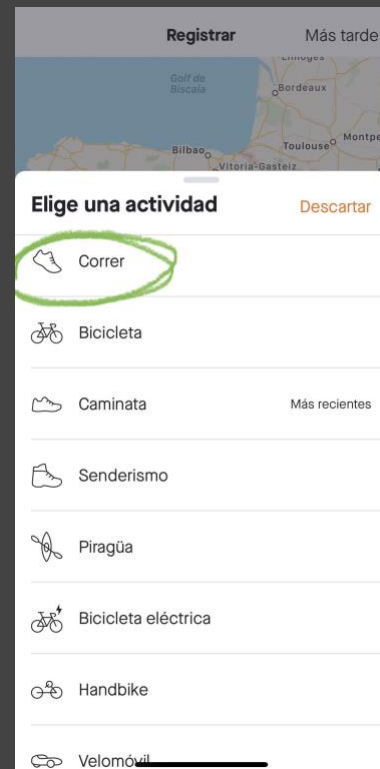 Registrar Más tarde
Limoges
Golf de
Biscaia
Bordeaux
Montpe
Toulouse
Bilbao
Vitoria-Gasteiz
Elige una actividad Descartar
Correr
Bicicleta
Caminata Más recientes
Senderismo
Piragüa
Bicicleta eléctrica
Handbike
Velomóvil